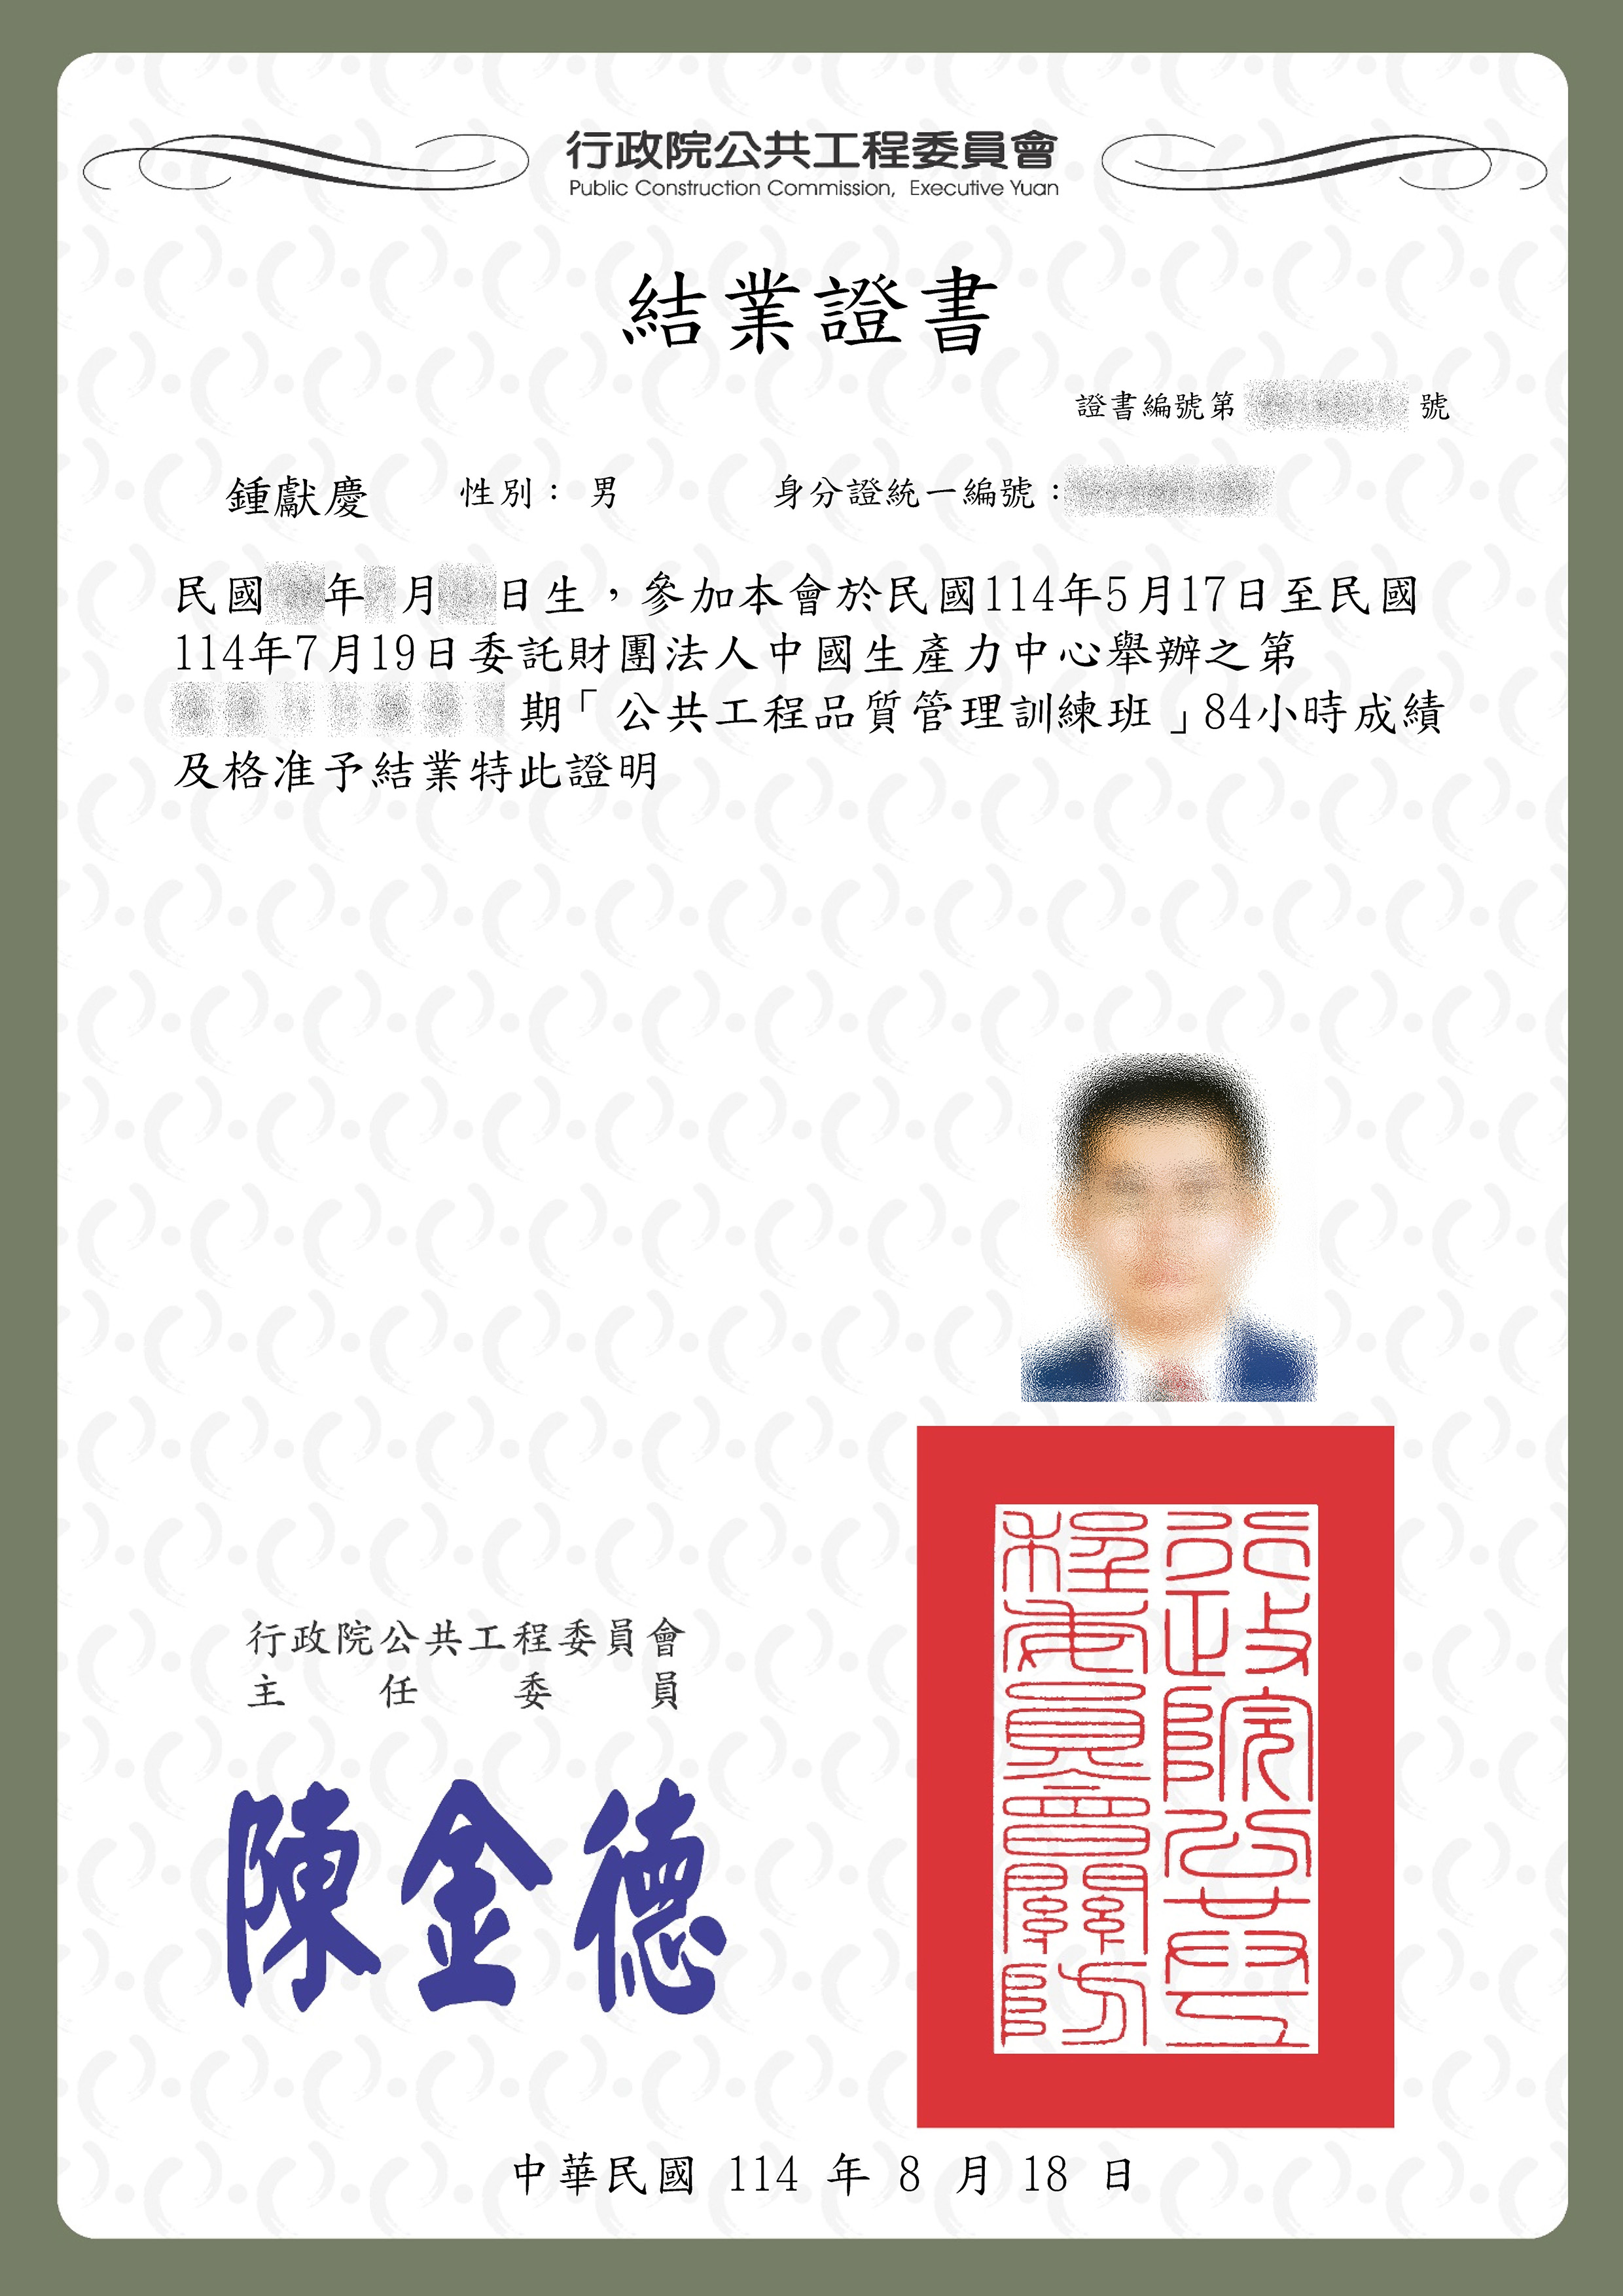 行政院公共工程委員會
Public Construction Commission, Executive Yuan
結業證書
證書編號第 號
鍾獻慶 性別： 男 身分證統一編號：
民國 年 月 日生，參加本會於民國114年5月17日至民國
114年7月19日委託財團法人中國生產力中心舉辦之第
期「公共工程品質管理訓練班」84小時成績
及格准予結業特此證明
行政院公共工程委員會
主任委員
陳金德
行政院公共工
程委員會關防
中華民國 114 年 8 月 18 日